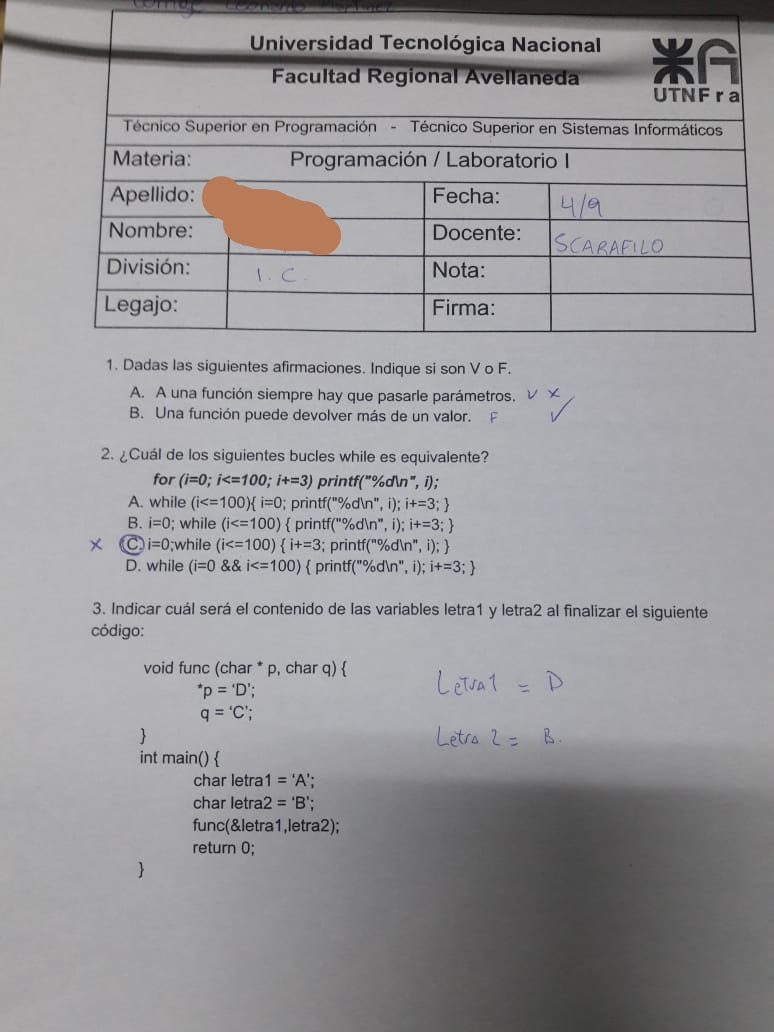 Universidad Tecnológica Nacional
Facultad Regional Avellaneda
UTNFra
Técnico Superior en Programación - Técnico Superior en Sistemas Informáticos
Materia: Programación / Laboratorio I
Apellido: Fecha: 4/9
Nombre: Docente: SCARAFILO
División: 1. C. Nota:
Legajo: Firma:
1. Dadas las siguientes afirmaciones. Indique si son V o F.
A. A una función siempre hay que pasarle parámetros. V X
B. Una función puede devolver más de un valor. F ✓
2. ¿Cuál de los siguientes bucles while es equivalente?
for (i=0; i<=100; i+=3) printf("%d\n", i);
A. while (i<=100){ i=0; printf("%d\n", i); i+=3; }
B. i=0; while (i<=100) { printf("%d\n", i); i+=3; }
X C. i=0;while (i<=100) { i+=3; printf("%d\n", i); }
D. while (i=0 && i<=100) { printf("%d\n", i); i+=3; }
3. Indicar cuál será el contenido de las variables letra1 y letra2 al finalizar el siguiente
código:
void func (char * p, char q) {
*p = 'D';
q = 'C';
}
int main() {
char letra1 = 'A';
char letra2 = 'B';
func(&letra1,letra2);
return 0;
}
Letra1 = D
Letra 2 = B.